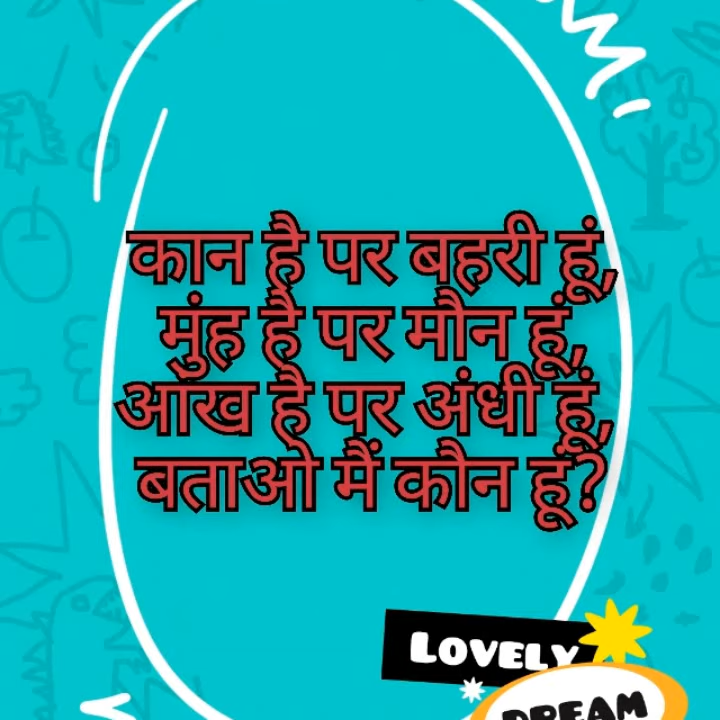 कान है पर बहरी हूं,
मुंह है पर मौन हूं,
आंख है पर अंधी हूं,
बताओ मैं कौन हूं?
LOVELY
DREAM